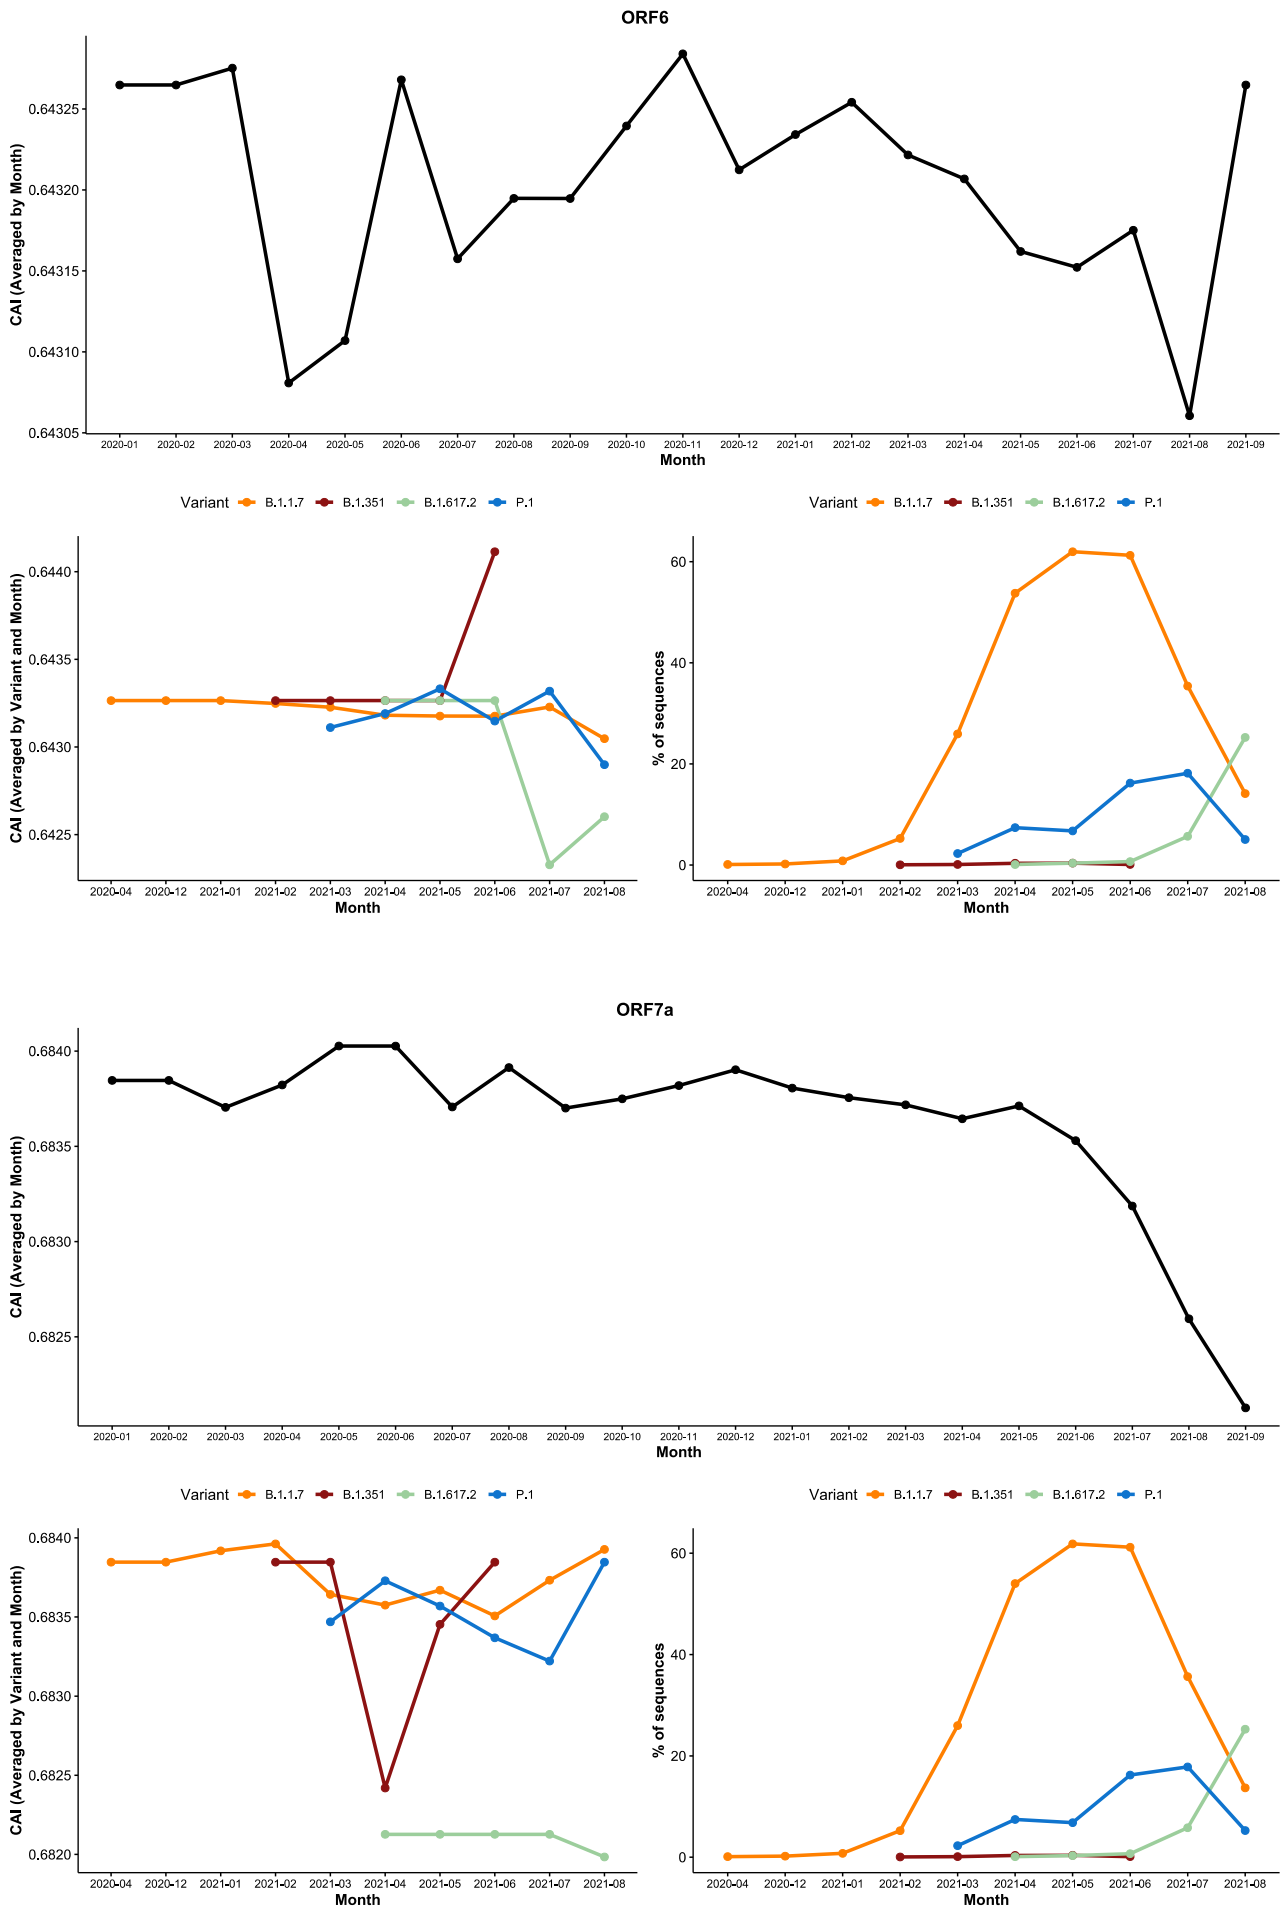 ORF6
CAI (Averaged by Month)
0.64325
0.64320
0.64315
0.64310
0.64305
2020-01 2020-02 2020-03 2020-04 2020-05 2020-06 2020-07 2020-08 2020-09 2020-10 2020-11 2020-12 2021-01 2021-02 2021-03 2021-04 2021-05 2021-06 2021-07 2021-08 2021-09
Month
Variant B.1.1.7 B.1.351 B.1.617.2 P.1
CAI (Averaged by Variant and Month)
0.6440
0.6435
0.6430
0.6425
2020-04 2020-12 2021-01 2021-02 2021-03 2021-04 2021-05 2021-06 2021-07 2021-08
Month
Variant B.1.1.7 B.1.351 B.1.617.2 P.1
% of sequences
60
40
20
0
2020-04 2020-12 2021-01 2021-02 2021-03 2021-04 2021-05 2021-06 2021-07 2021-08
Month
ORF7a
CAI (Averaged by Month)
0.6840
0.6835
0.6830
0.6825
2020-01 2020-02 2020-03 2020-04 2020-05 2020-06 2020-07 2020-08 2020-09 2020-10 2020-11 2020-12 2021-01 2021-02 2021-03 2021-04 2021-05 2021-06 2021-07 2021-08 2021-09
Month
Variant B.1.1.7 B.1.351 B.1.617.2 P.1
CAI (Averaged by Variant and Month)
0.6840
0.6835
0.6830
0.6825
0.6820
2020-04 2020-12 2021-01 2021-02 2021-03 2021-04 2021-05 2021-06 2021-07 2021-08
Month
Variant B.1.1.7 B.1.351 B.1.617.2 P.1
% of sequences
60
40
20
0
2020-04 2020-12 2021-01 2021-02 2021-03 2021-04 2021-05 2021-06 2021-07 2021-08
Month